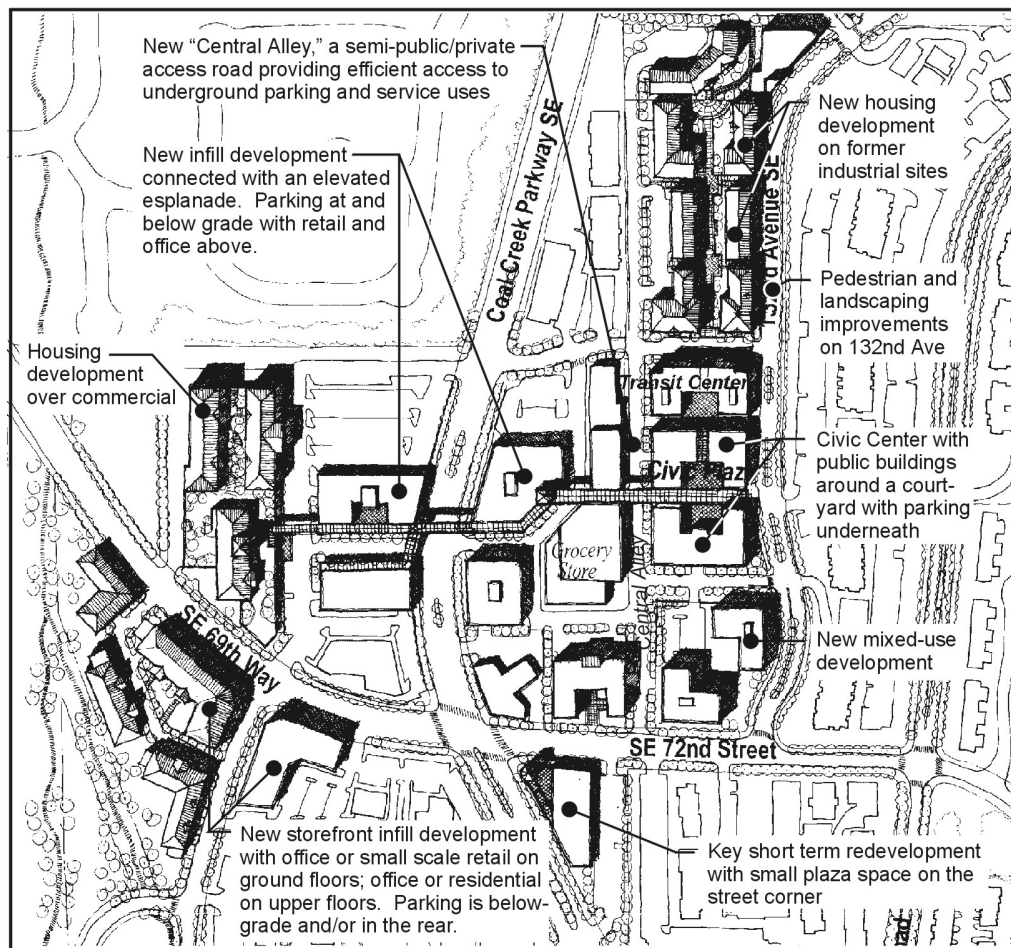 New “Central Alley,” a semi-public/private
access road providing efficient access to
underground parking and service uses
New housing
development
on former
industrial sites
New infill development
connected with an elevated
esplanade. Parking at and
below grade with retail and
office above.
Coal Creek Parkway SE
Avenue SE
Pedestrian and
landscaping
improvements
on 132nd Ave
Housing
development
over commercial
Transit Center
Civic Plaz
Civic Center with
public buildings
around a court-
yard with parking
underneath
Grocery
Store
Central Alley
SE 69th Way
New mixed-use
development
SE 72nd Street
New storefront infill development
with office or small scale retail on
ground floors; office or residential
on upper floors. Parking is below-
grade and/or in the rear.
Key short term redevelopment
with small plaza space on the
street corner